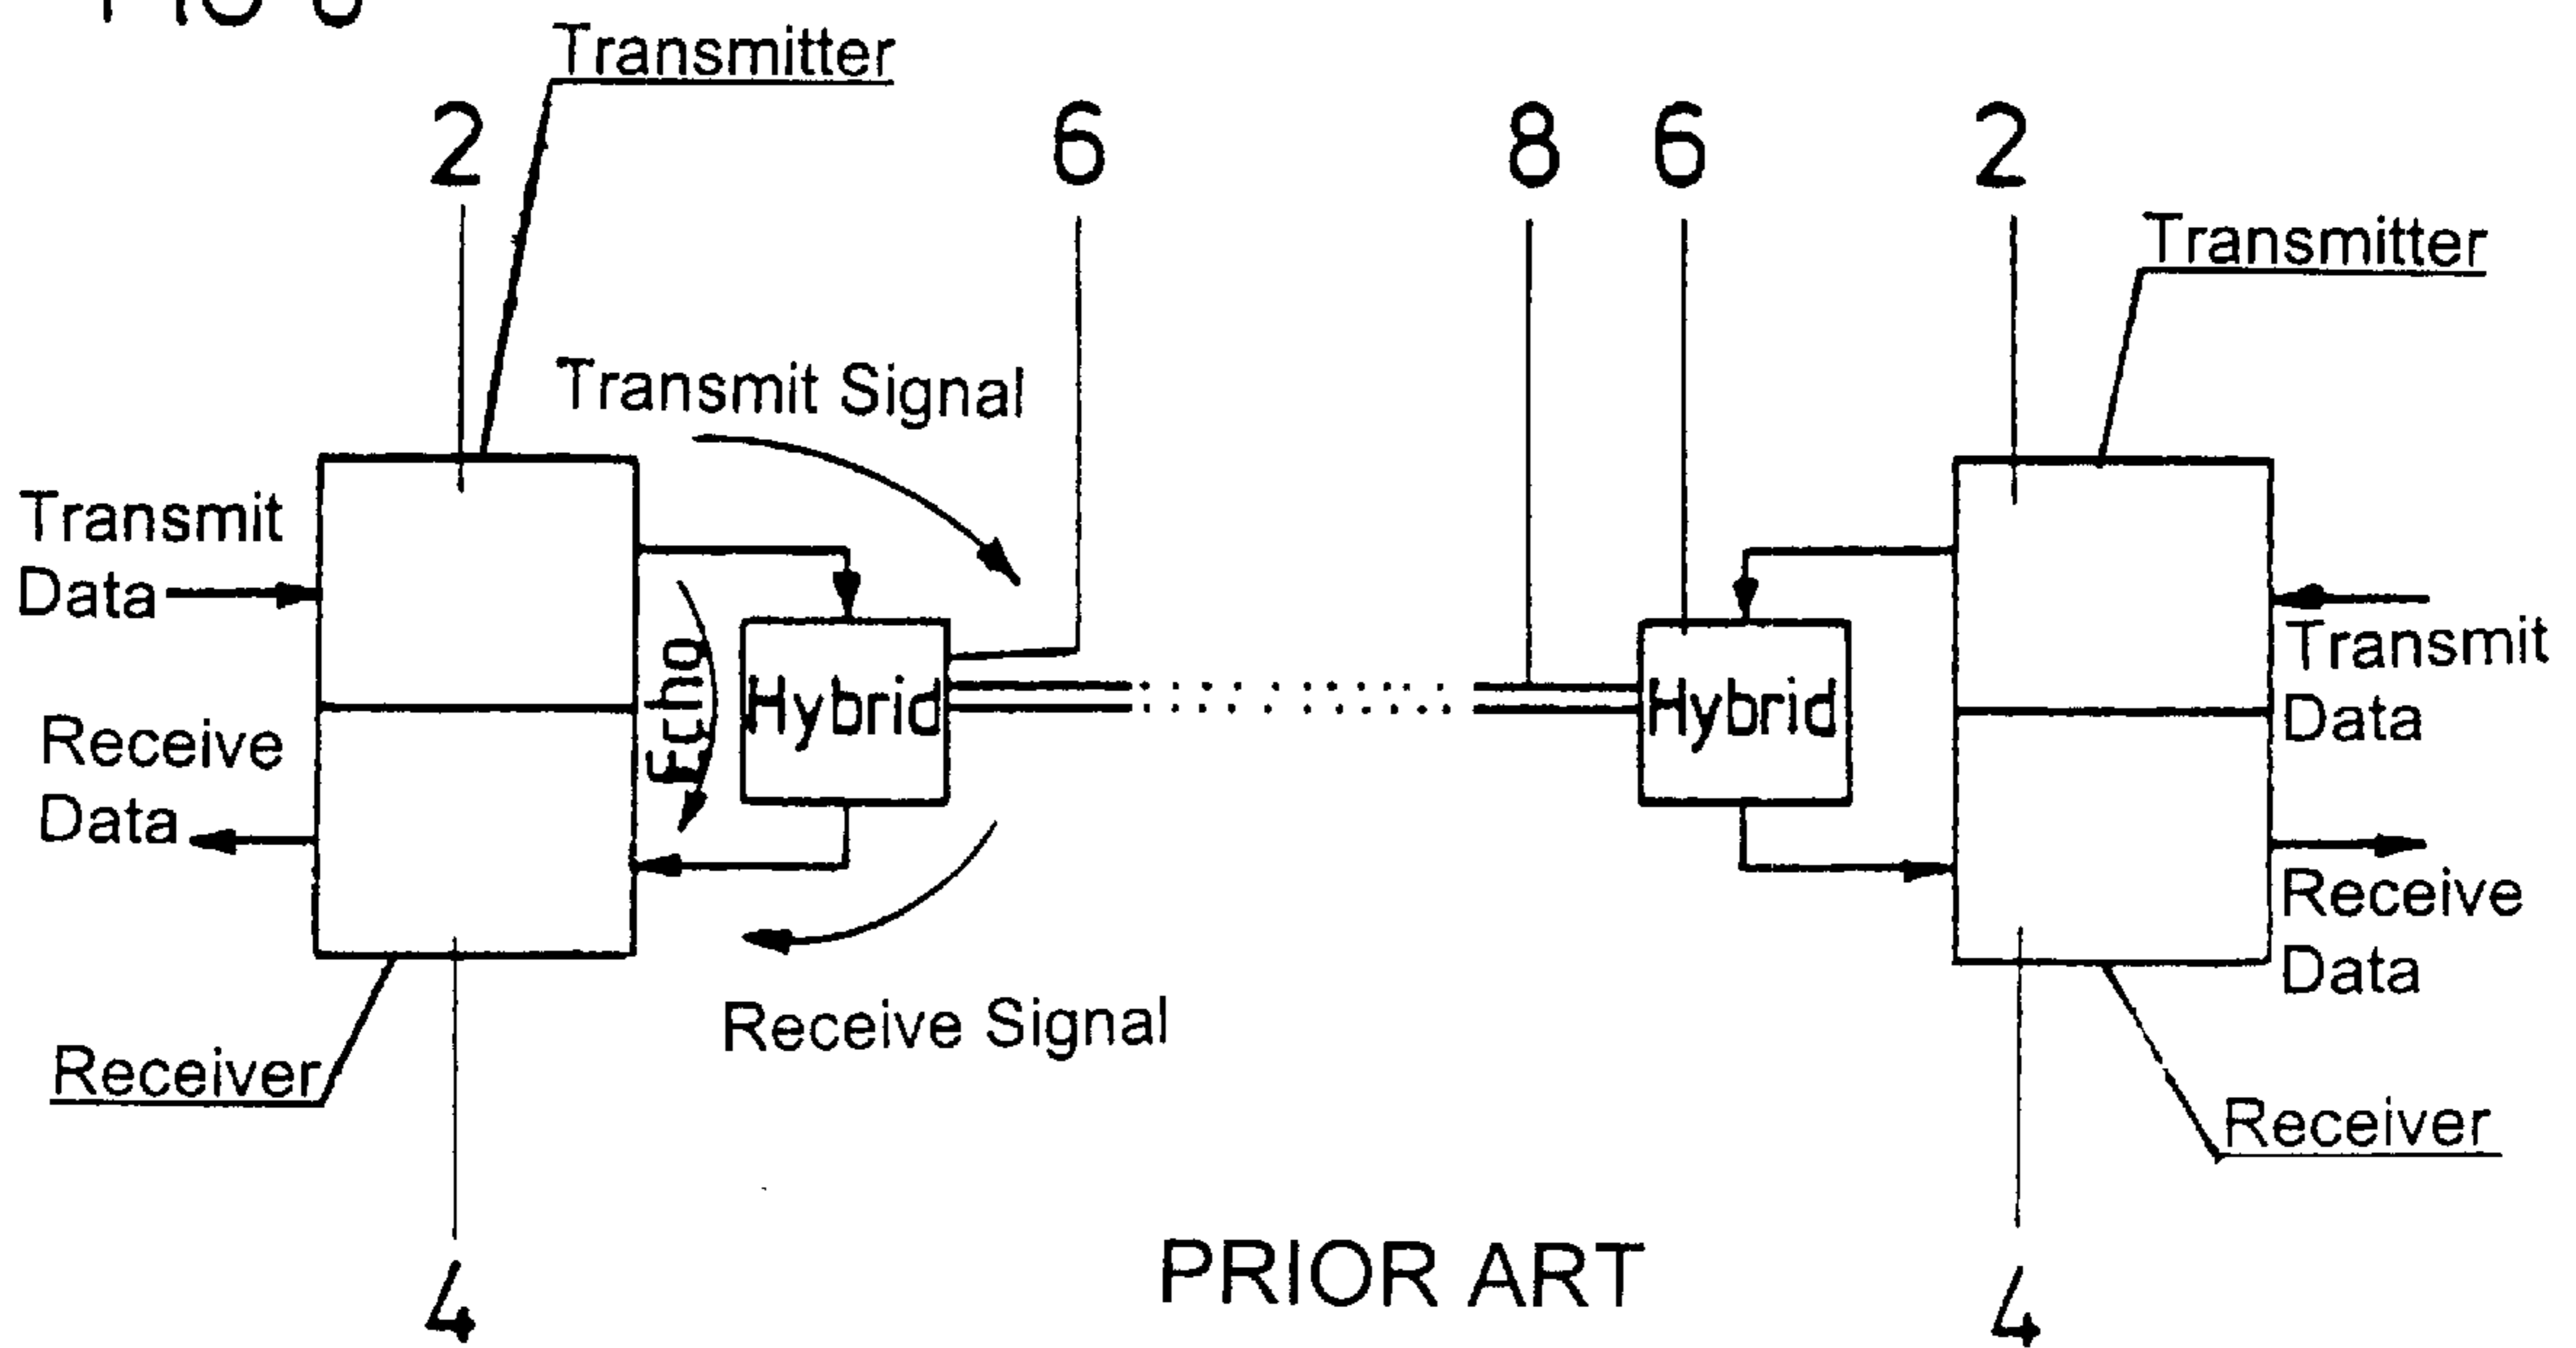 Transmitter
2
6
8
6
2
Transmitter
Transmit Signal
Transmit
Data
Echo
Hybrid
Hybrid
Transmit
Data
Receive
Data
Receive
Data
Receive Signal
Receiver
Receiver
PRIOR ART
4
4